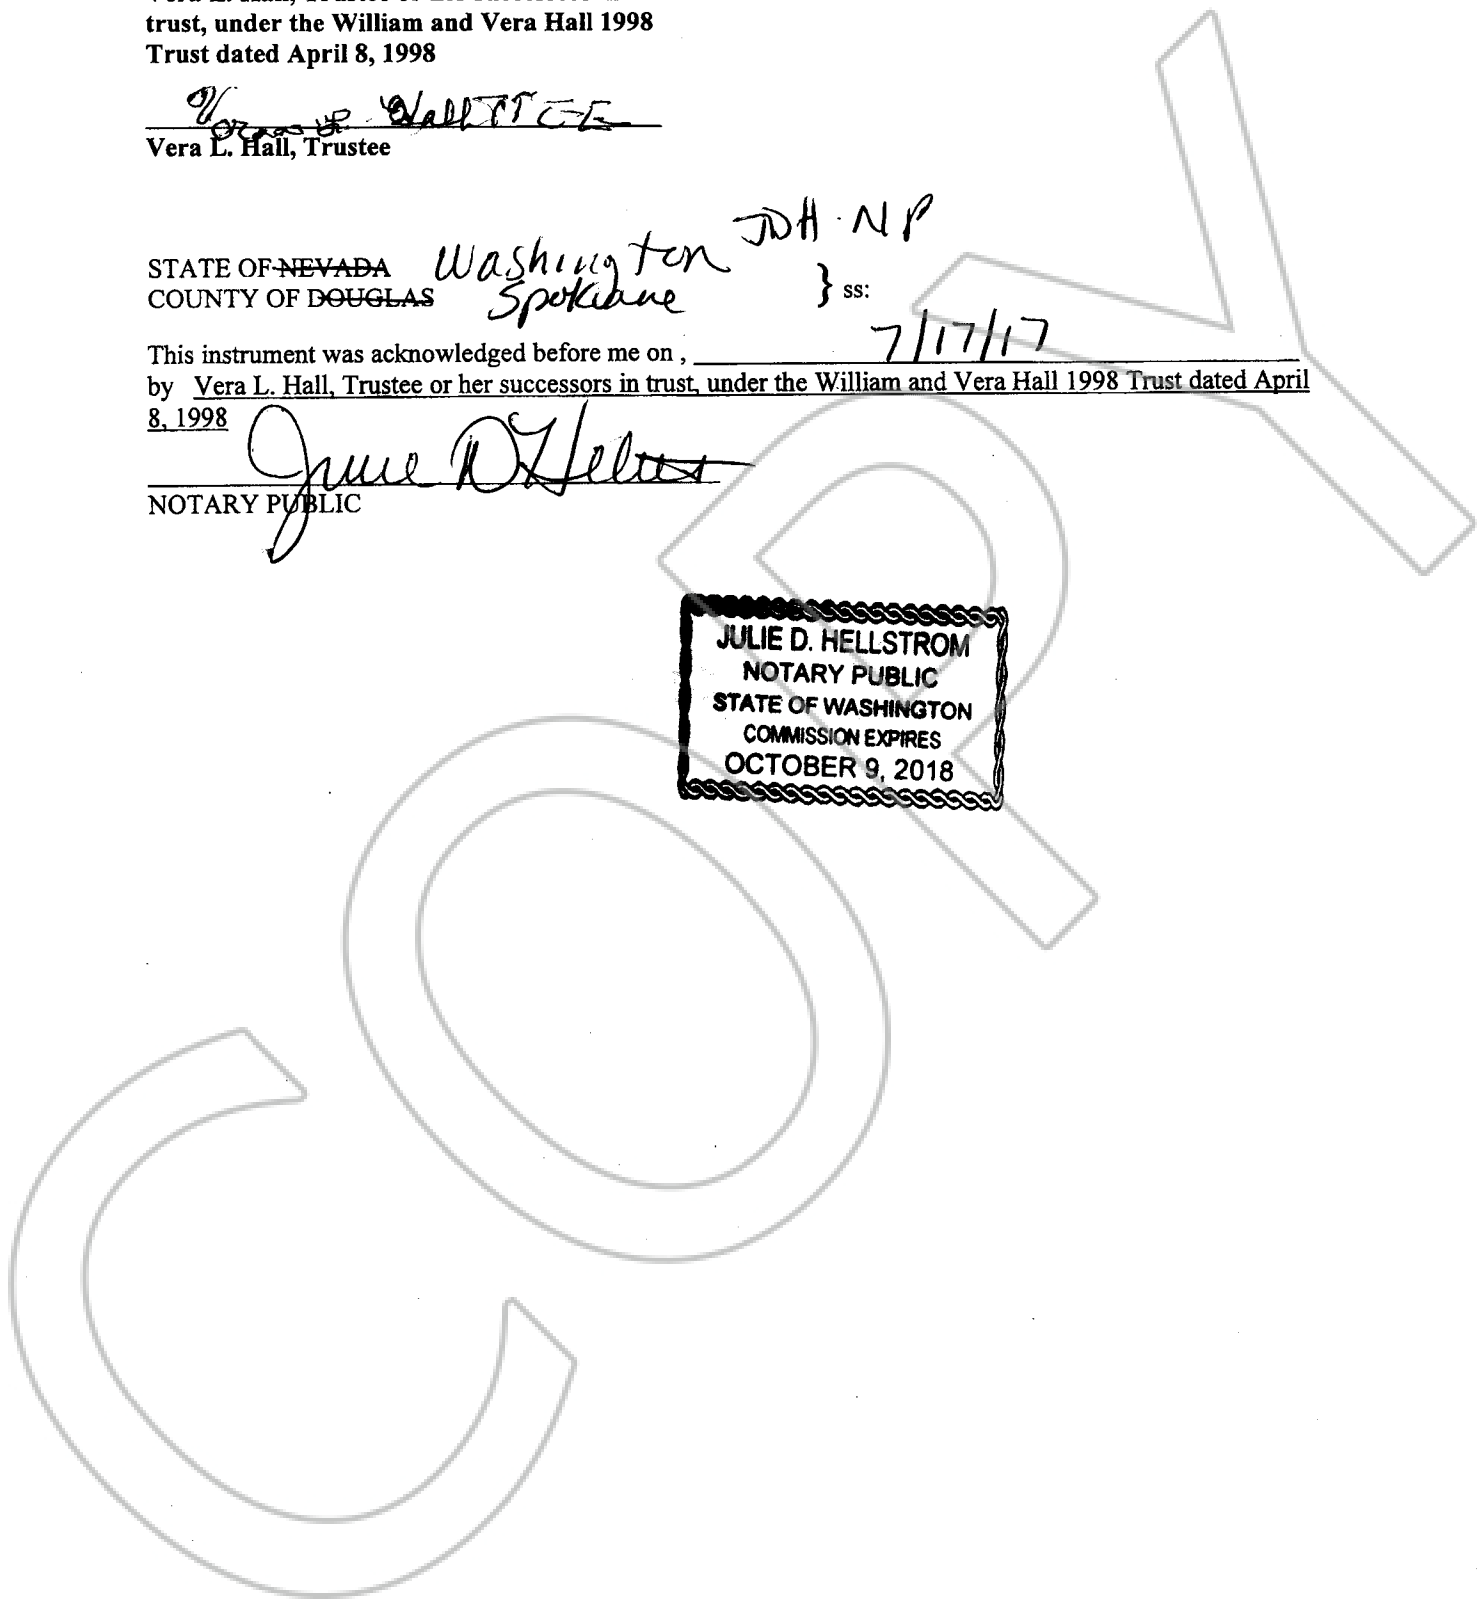 trust, under the William and Vera Hall 1998
Trust dated April 8, 1998
Hall TTEE
Vera L. Hall, Trustee
JDH·NP
STATE OF NEVADA Washington
COUNTY OF DOUGLAS Spokane } ss:
This instrument was acknowledged before me on , 7/17/17
by Vera L. Hall, Trustee or her successors in trust, under the William and Vera Hall 1998 Trust dated April
8, 1998
NOTARY PUBLIC
JULIE D. HELLSTROM
NOTARY PUBLIC
STATE OF WASHINGTON
COMMISSION EXPIRES
OCTOBER 9, 2018
COPY